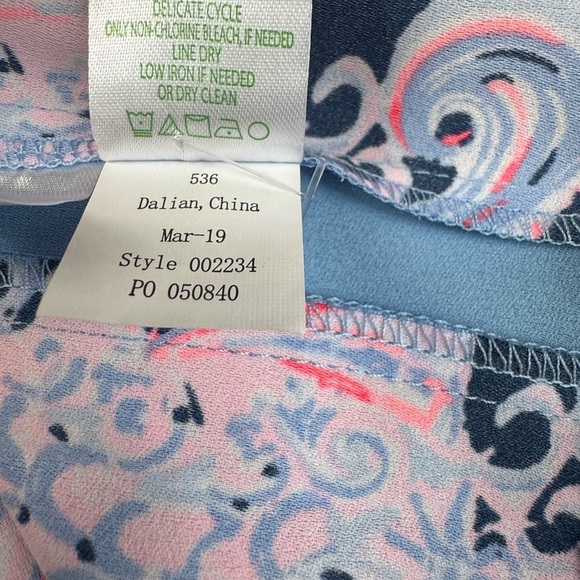 DELICATE CYCLE
ONLY NON-CHLORINE BLEACH, IF NEEDED
LINE DRY
LOW IRON IF NEEDED
OR DRY CLEAN
536
Dalian, China
Mar-19
Style 002234
PO 050840